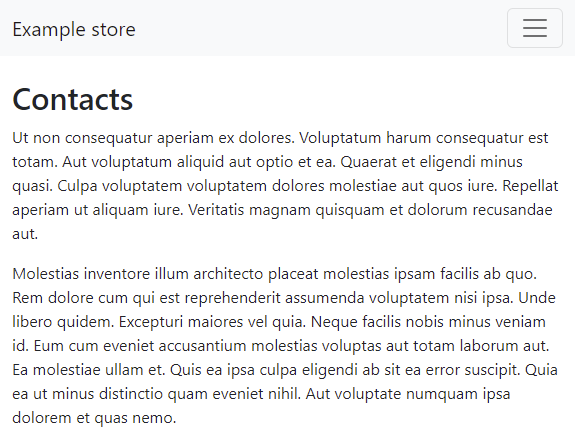 Example store
Contacts
Ut non consequatur aperiam ex dolores. Voluptatum harum consequatur est
totam. Aut voluptatum aliquid aut optio et ea. Quaerat et eligendi minus
quasi. Culpa voluptatem voluptatem dolores molestiae aut quos iure. Repellat
aperiam ut aliquam iure. Veritatis magnam quisquam et dolorum recusandae
aut.
Molestias inventore illum architecto placeat molestias ipsam facilis ab quo.
Rem dolore cum qui est reprehenderit assumenda voluptatem nisi ipsa. Unde
libero quidem. Excepturi maiores vel quia. Neque facilis nobis minus veniam
id. Eum cum eveniet accusantium molestias voluptas aut totam laborum aut.
Ea molestiae ullam et. Quis ea ipsa culpa eligendi ab sit ea error suscipit. Quia
ea ut minus distinctio quam eveniet nihil. Aut voluptate numquam ipsa
dolorem et quas nemo.